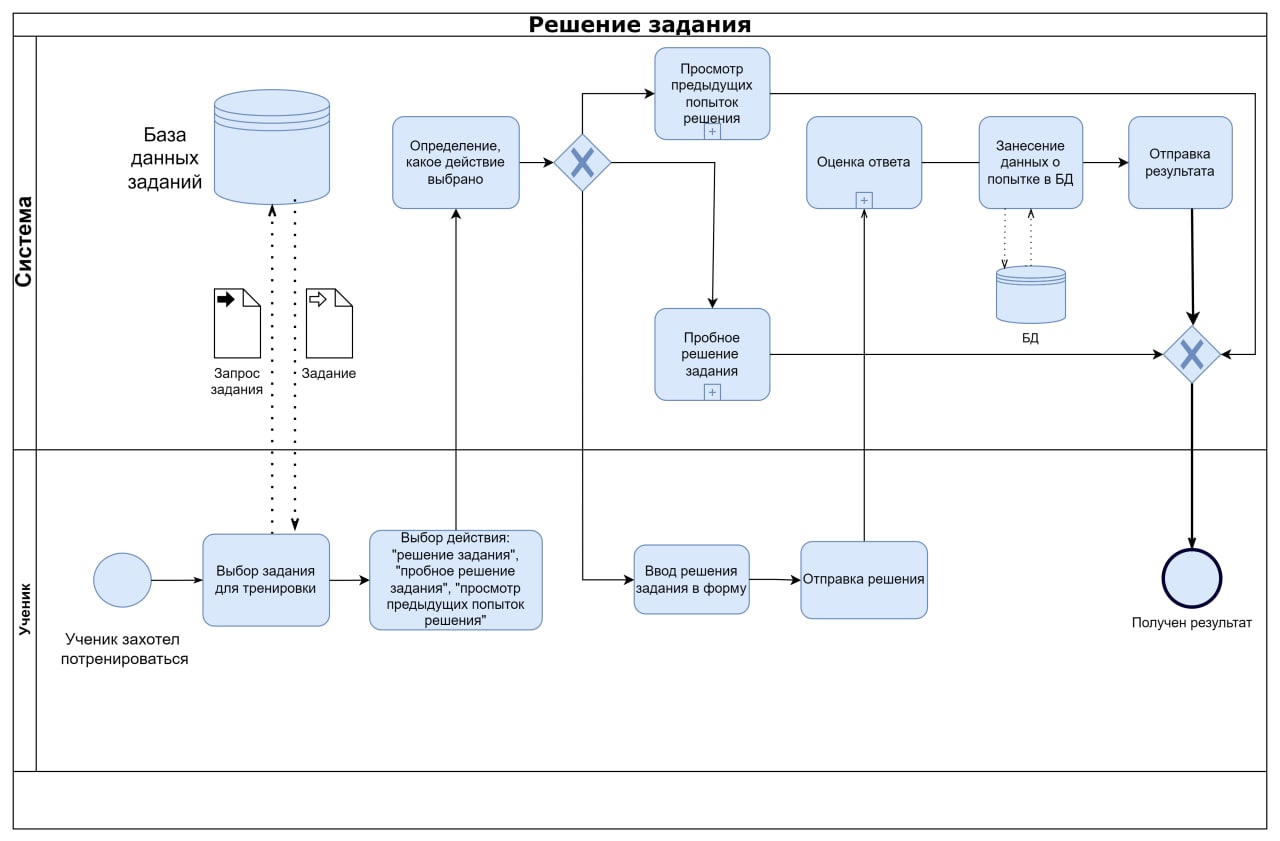 Решение задания
Система
База
данных
заданий
Запрос
задания
Задание
Определение,
какое действие
выбрано
Просмотр
предыдущих
попыток
решения
Пробное
решение
задания
Оценка ответа
Занесение
данных о
попытке в БД
БД
Отправка
результата
Ученик
Ученик захотел
потренироваться
Выбор задания
для тренировки
Выбор действия:
"решение задания",
"пробное решение
задания", "просмотр
предыдущих попыток
решения"
Ввод решения
задания в форму
Отправка решения
Получен результат